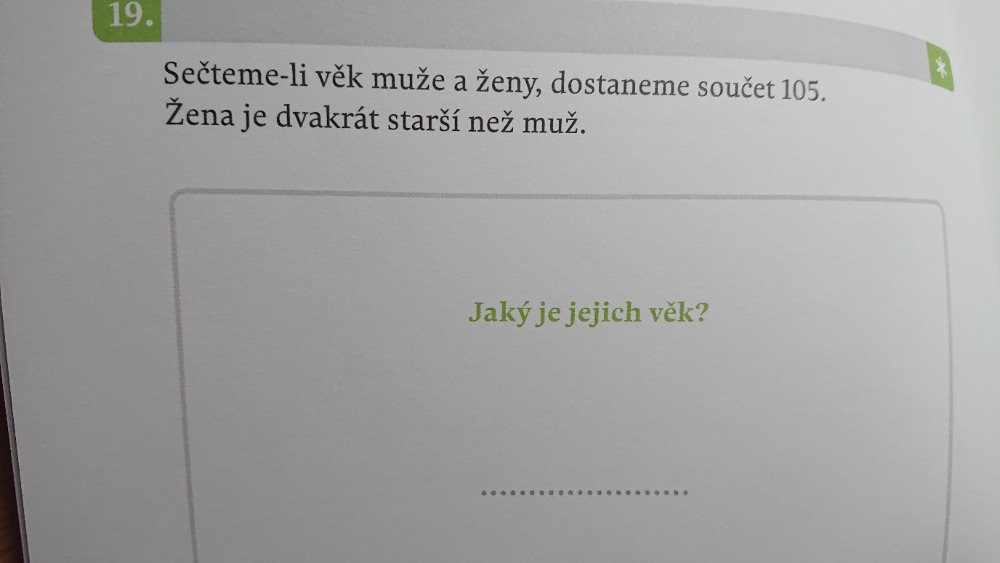 19.
*
Sečteme-li věk muže a ženy, dostaneme součet 105.
Žena je dvakrát starší než muž.
Jaký je jejich věk?
......................